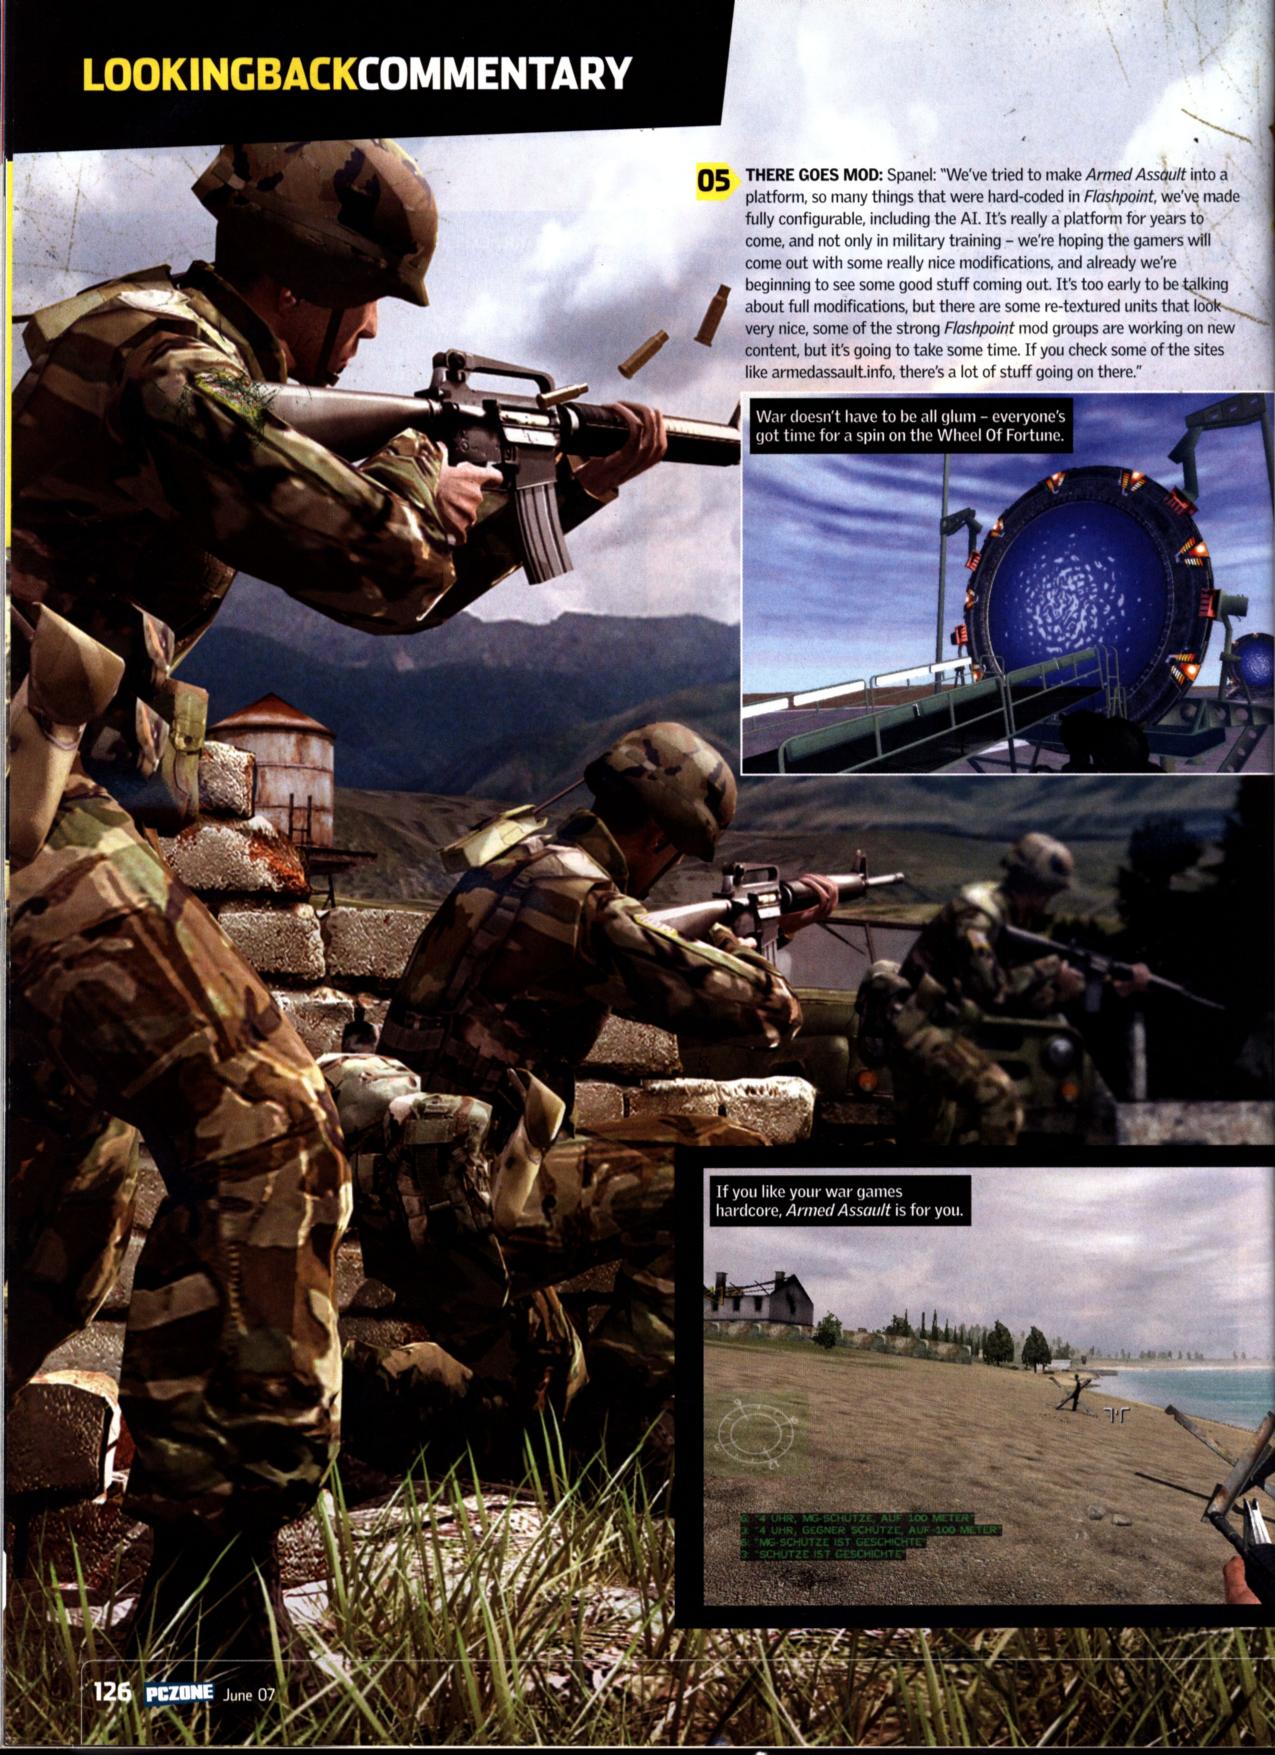 LOOKINGBACKCOMMENTARY
05 THERE GOES MOD: Spanel: “We’ve tried to make Armed Assault into a
platform, so many things that were hard-coded in Flashpoint, we’ve made
fully configurable, including the AI. It’s really a platform for years to
come, and not only in military training – we’re hoping the gamers will
come out with some really nice modifications, and already we’re
beginning to see some good stuff coming out. It’s too early to be talking
about full modifications, but there are some re-textured units that look
very nice, some of the strong Flashpoint mod groups are working on new
content, but it’s going to take some time. If you check some of the sites
like armedassault.info, there’s a lot of stuff going on there.”
War doesn’t have to be all glum – everyone’s
got time for a spin on the Wheel Of Fortune.
If you like your war games
hardcore, Armed Assault is for you.
6: "4 UHR, MG-SCHÜTZE, AUF 100 METER"
3: "4 UHR, GEGNER SCHÜTZE, AUF 100 METER"
6: "MG-SCHÜTZE IST GESCHICHTE"
3: "SCHÜTZE IST GESCHICHTE"
126 PCZONE June 07